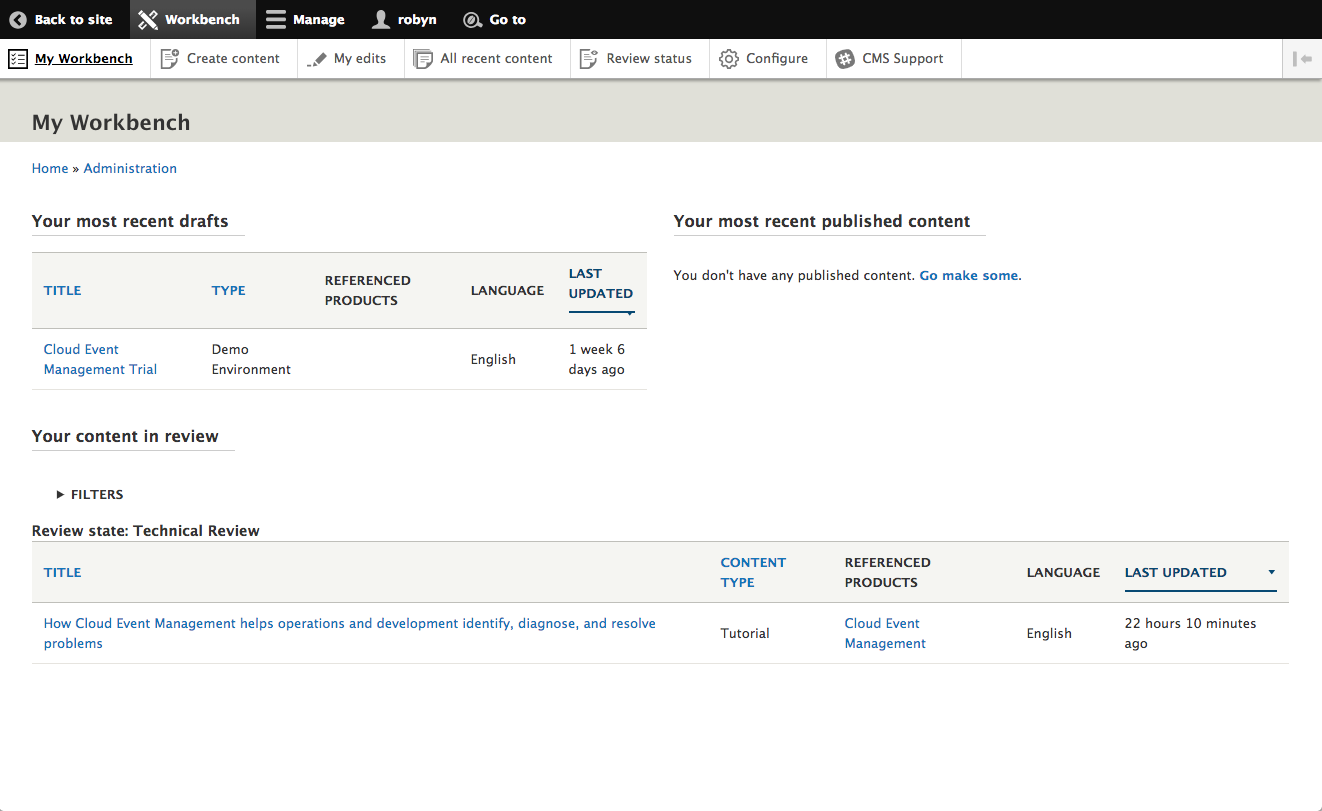 Back to site Workbench Manage robyn Go to
My Workbench Create content My edits All recent content Review status Configure CMS Support
My Workbench
Home » Administration
Your most recent drafts
TITLE TYPE REFERENCED PRODUCTS LANGUAGE LAST UPDATED
Cloud Event Management Trial Demo Environment English 1 week 6 days ago
Your most recent published content
You don't have any published content. Go make some.
Your content in review
FILTERS
Review state: Technical Review
TITLE CONTENT TYPE REFERENCED PRODUCTS LANGUAGE LAST UPDATED
How Cloud Event Management helps operations and development identify, diagnose, and resolve problems Tutorial Cloud Event Management English 22 hours 10 minutes ago